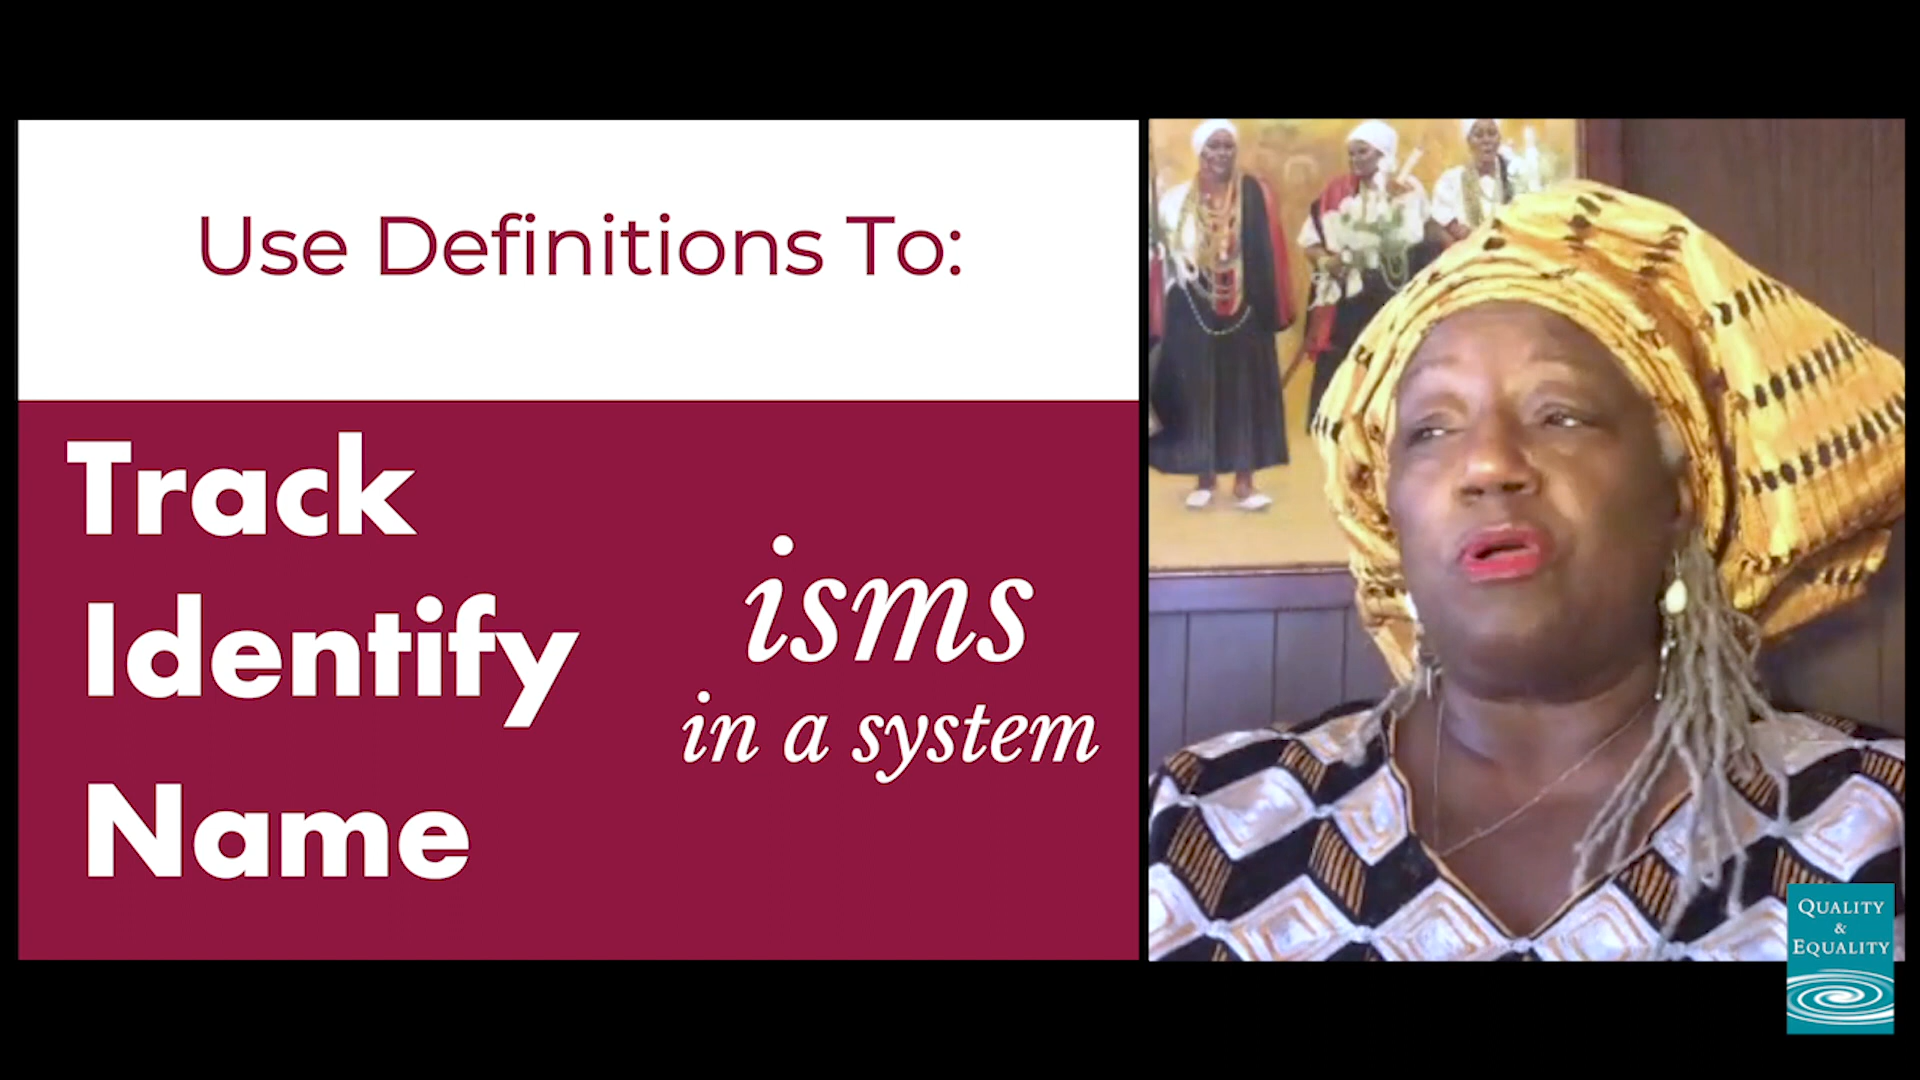 Use Definitions To:
Track
Identify
Name
isms
in a system
QUALITY
&
EQUALITY